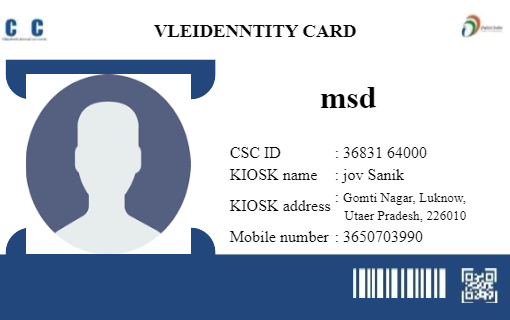 C C
VLEIDENNTITY CARD
msd
CSC ID : 36831 64000
KIOSK name : jov Sanik
KIOSK address : Gomti Nagar, Luknow,
Utaer Pradesh, 226010
Mobile number : 3650703990